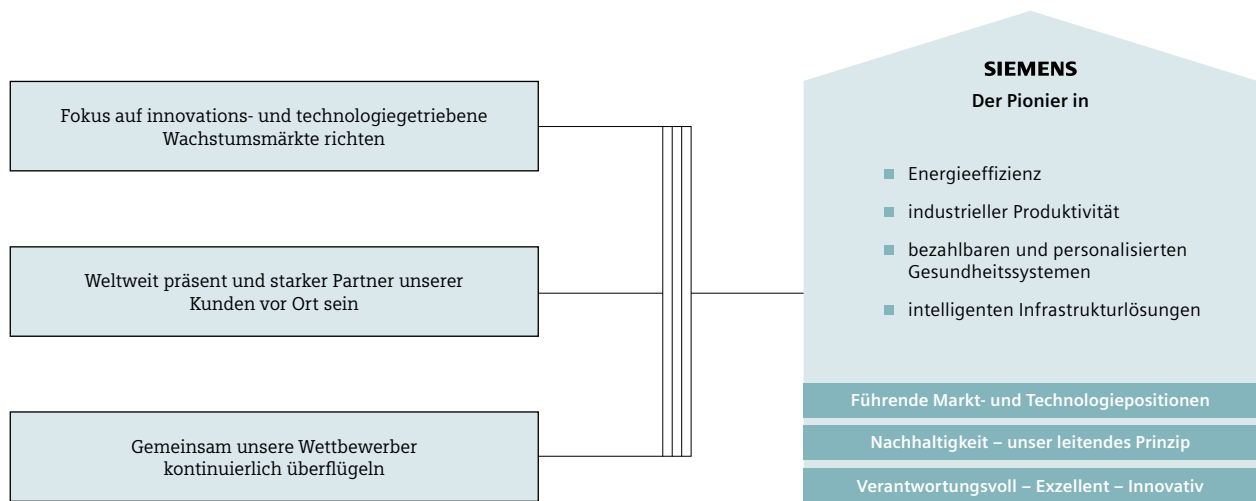 Fokus auf innovations- und technologiegetriebene
Wachstumsmärkte richten
Weltweit präsent und starker Partner unserer
Kunden vor Ort sein
Gemeinsam unsere Wettbewerber
kontinuierlich überflügeln
SIEMENS
Der Pionier in
Energieeffizienz
industrieller Produktivität
bezahlbaren und personalisierten
Gesundheitssystemen
intelligenten Infrastrukturlösungen
Führende Markt- und Technologiepositionen
Nachhaltigkeit – unser leitendes Prinzip
Verantwortungsvoll – Exzellent – Innovativ